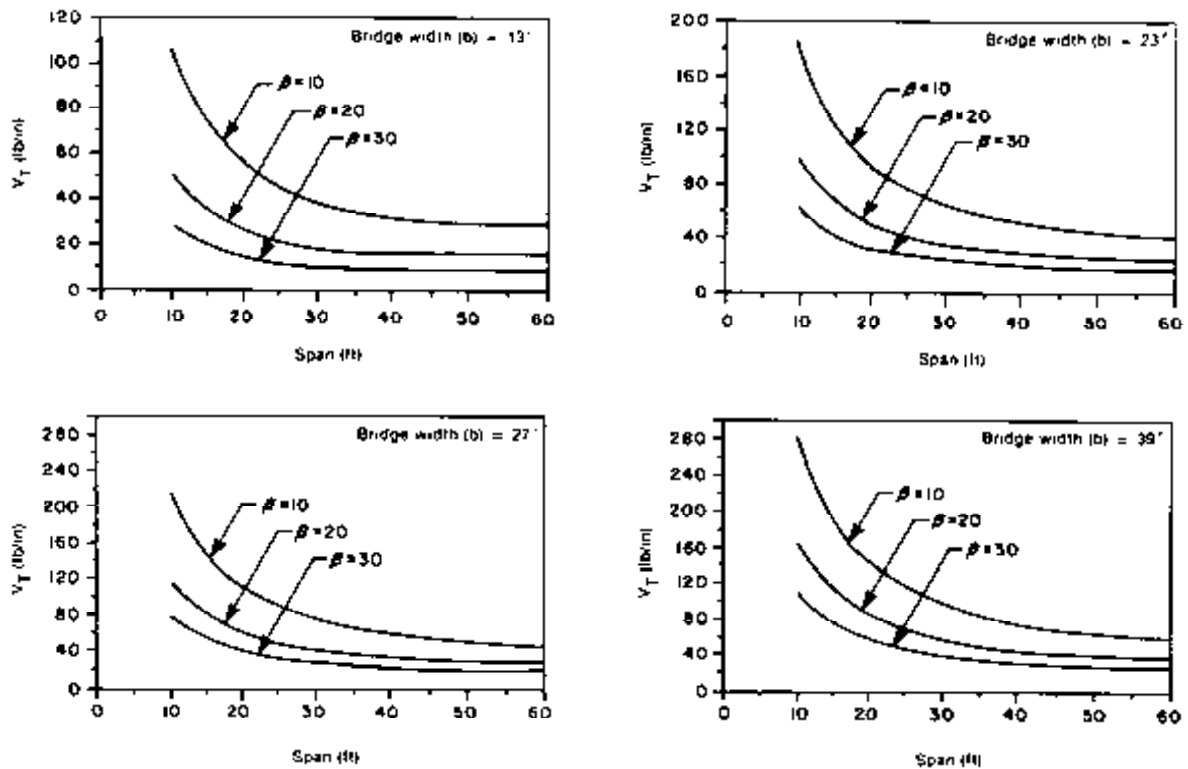 Bridge width (b) = 13'
120
100
80
60
40
20
0
V_T (lb/in)
β=10
β=20
β=30
0 10 20 30 40 50 60
Span (ft)
Bridge width (b) = 23'
200
160
120
80
40
0
V_T (lb/in)
β=10
β=20
β=30
0 10 20 30 40 50 60
Span (ft)
Bridge width (b) = 27'
280
240
200
160
120
80
40
0
V_T (lb/in)
β=10
β=20
β=30
0 10 20 30 40 50 60
Span (ft)
Bridge width (b) = 39'
280
240
200
160
120
80
40
0
V_T (lb/in)
β=10
β=20
β=30
0 10 20 30 40 50 60
Span (ft)